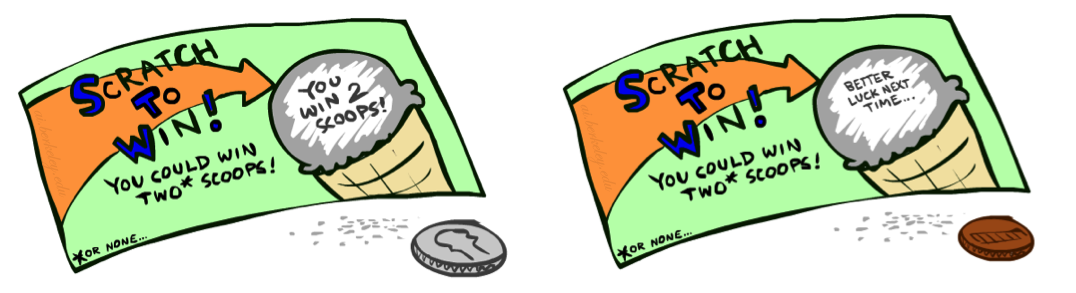 SCRATCH
TO
WIN!
YOU
WIN 2
SCOOPS!
YOU COULD WIN
TWO* SCOOPS!
*OR NONE...
SCRATCH
TO
WIN!
BETTER
LUCK NEXT
TIME...
YOU COULD WIN
TWO* SCOOPS!
*OR NONE...